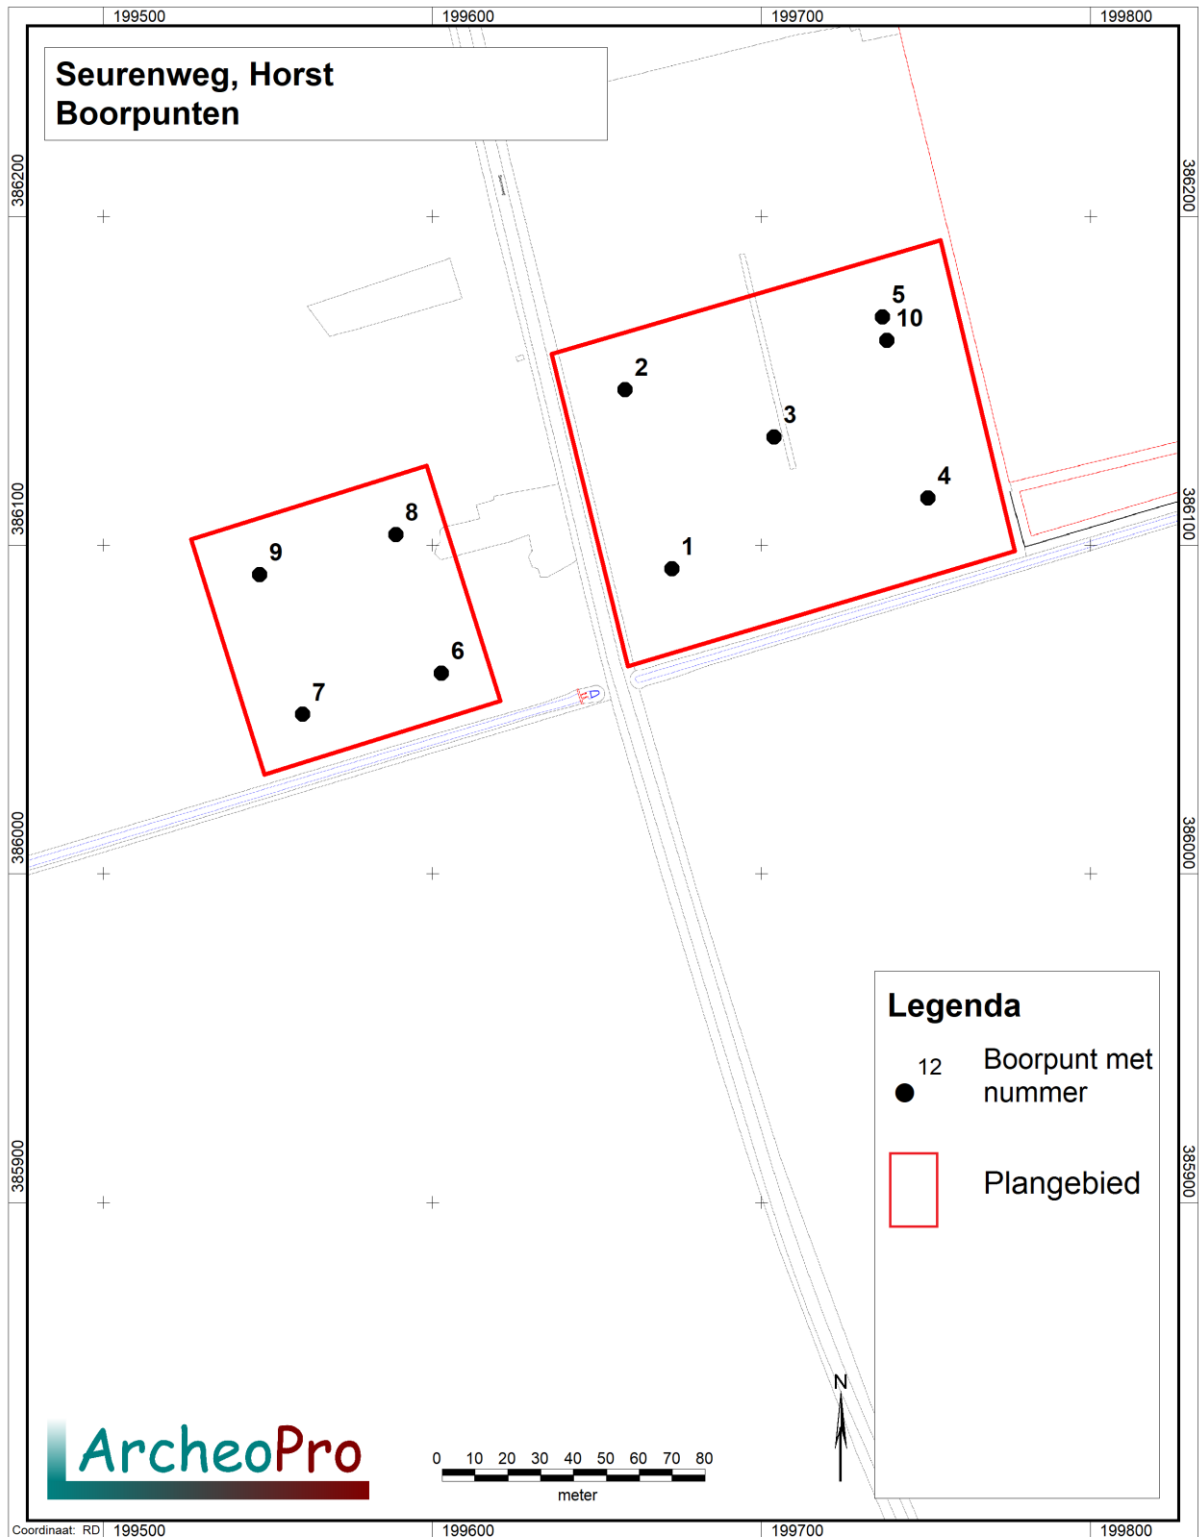 199500 199600 199700 199800
Seurenweg, Horst
Boorpunten
386200 386200
5
10
2
3
4
8
1
9
6
7
386100 386100
386000 386000
385900 385900
Legenda
12 Boorpunt met
nummer
Plangebied
N
ArcheoPro
0 10 20 30 40 50 60 70 80
meter
Coordinaat: RD 199500 199600 199700 199800